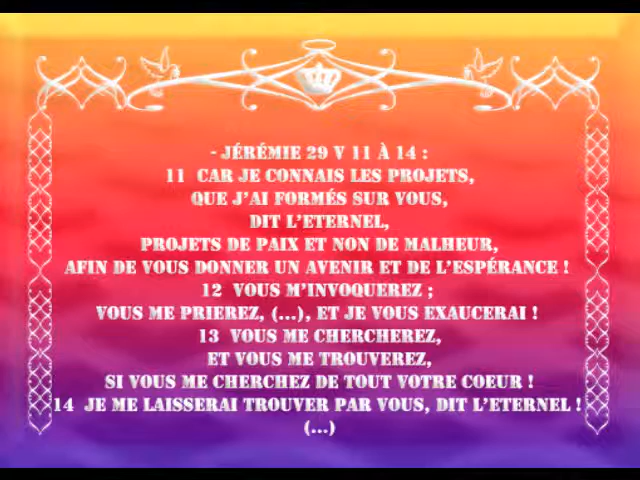 - JÉRÉMIE 29 V 11 À 14 :
11 CAR JE CONNAIS LES PROJETS,
QUE J'AI FORMÉS SUR VOUS,
DIT L'ETERNEL,
PROJETS DE PAIX ET NON DE MALHEUR,
AFIN DE VOUS DONNER UN AVENIR ET DE L'ESPÉRANCE !
12 VOUS M'INVOQUEREZ ;
VOUS ME PRIEREZ, (...), ET JE VOUS EXAUCERAI !
13 VOUS ME CHERCHEREZ,
ET VOUS ME TROUVEREZ,
SI VOUS ME CHERCHEZ DE TOUT VOTRE COEUR !
14 JE ME LAISSERAI TROUVER PAR VOUS, DIT L'ETERNEL !
(...)